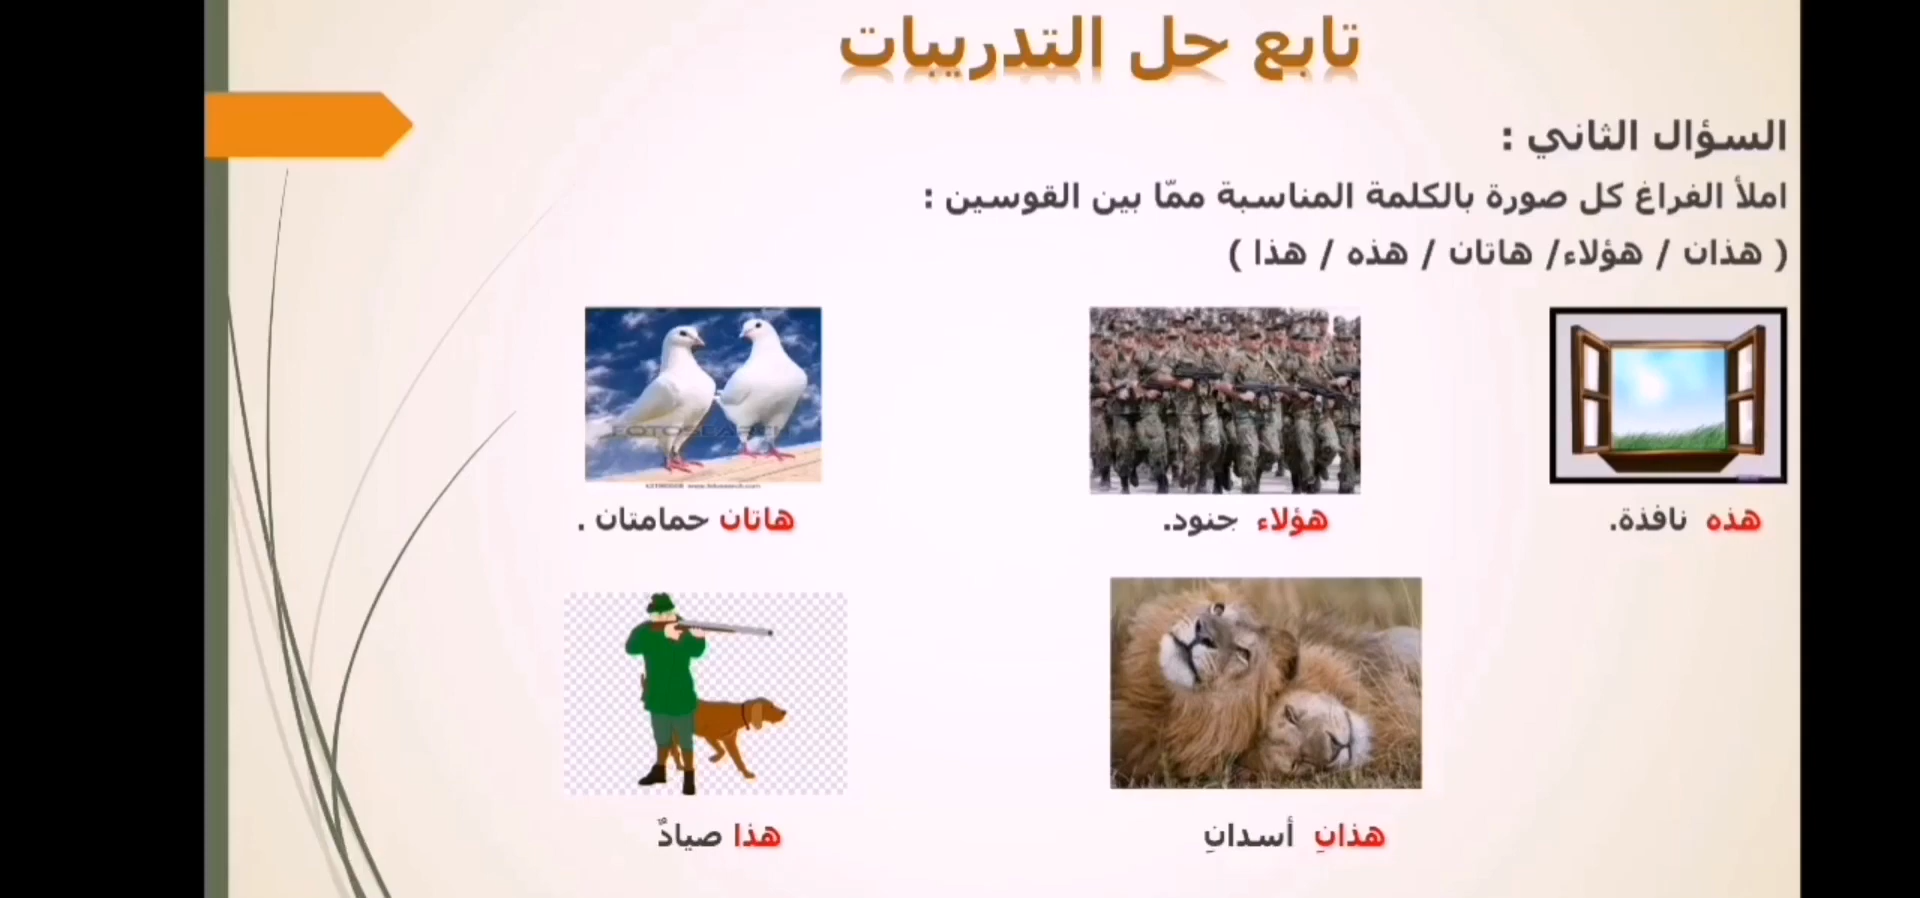 تابع حل التدريبات
السؤال الثاني :
املأ الفراغ كل صورة بالكلمة المناسبة ممّا بين القوسين :
( هذان / هؤلاء/ هاتان / هذه / هذا )
FOTOSEARCH
هذه نافذة.
هؤلاء جنود.
هاتان حمامتان .
هذانِ أسدانِ
هذا صيادٌ